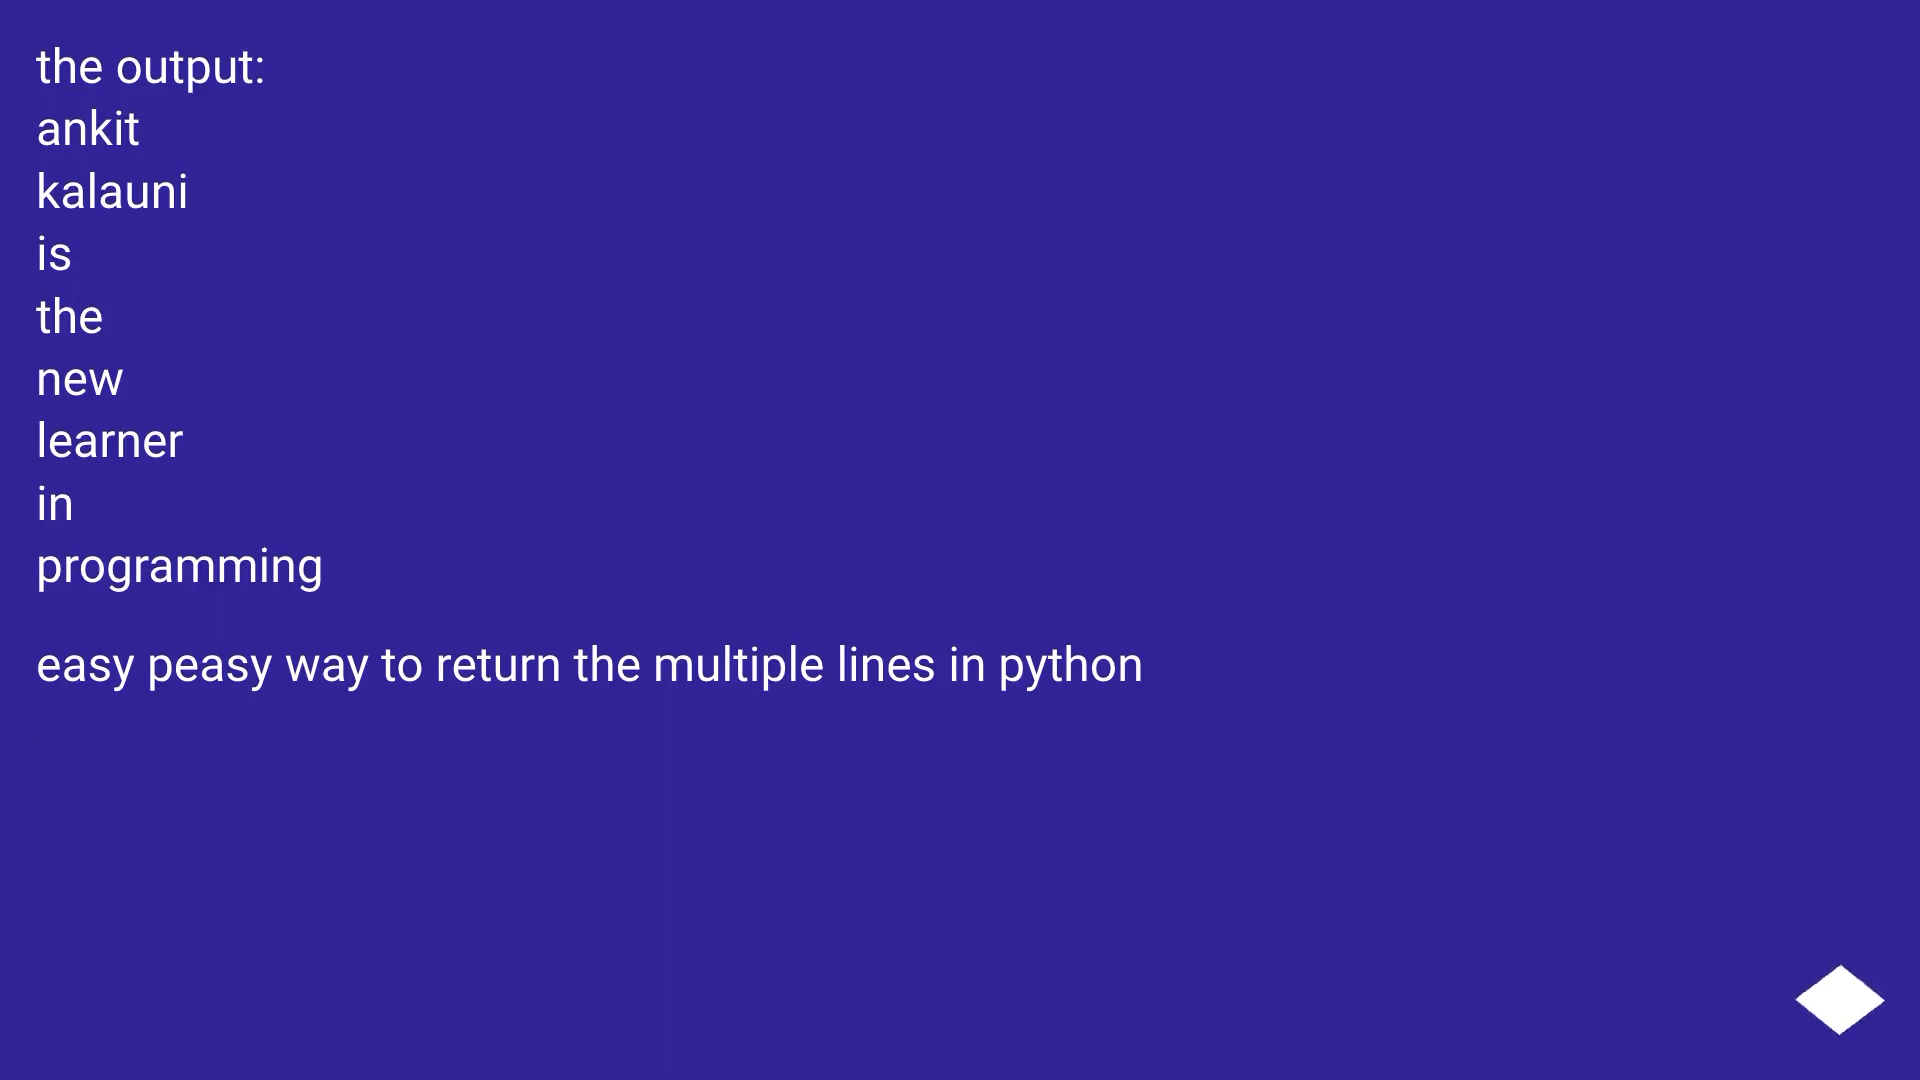 the output:
ankit
kalauni
is
the
new
learner
in
programming
easy peasy way to return the multiple lines in python